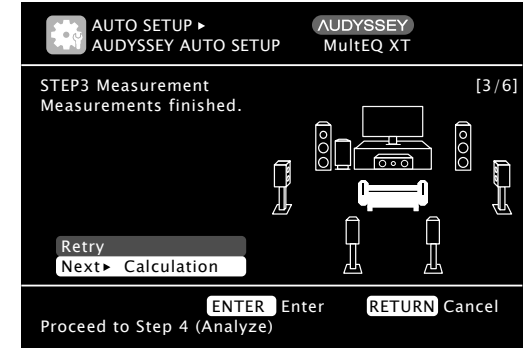 AUTO SETUP ▸
AUDYSSEY AUTO SETUP
AUDYSSEY
MultEQ XT
STEP3 Measurement
[3/6]
Measurements finished.
Retry
Next▸ Calculation
ENTER Enter
RETURN Cancel
Proceed to Step 4 (Analyze)